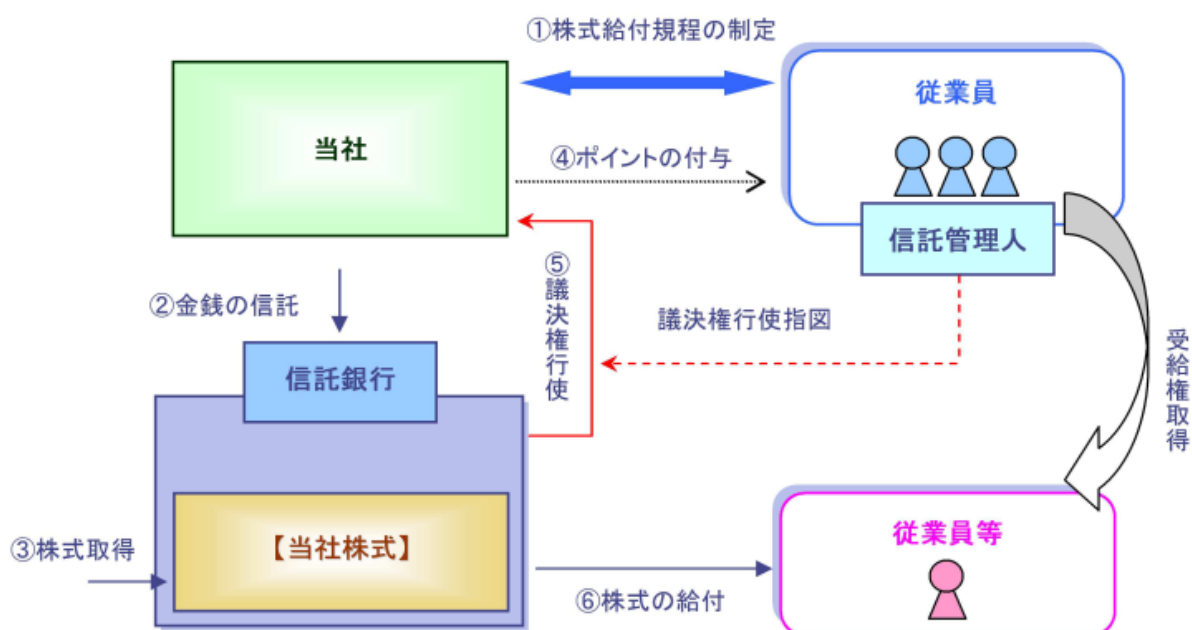 ①株式給付規程の制定
従業員
当社
④ポイントの付与
信託管理人
②金銭の信託
⑤議決権行使
議決権行使指図
受給権取得
信託銀行
③株式取得
【当社株式】
従業員等
⑥株式の給付